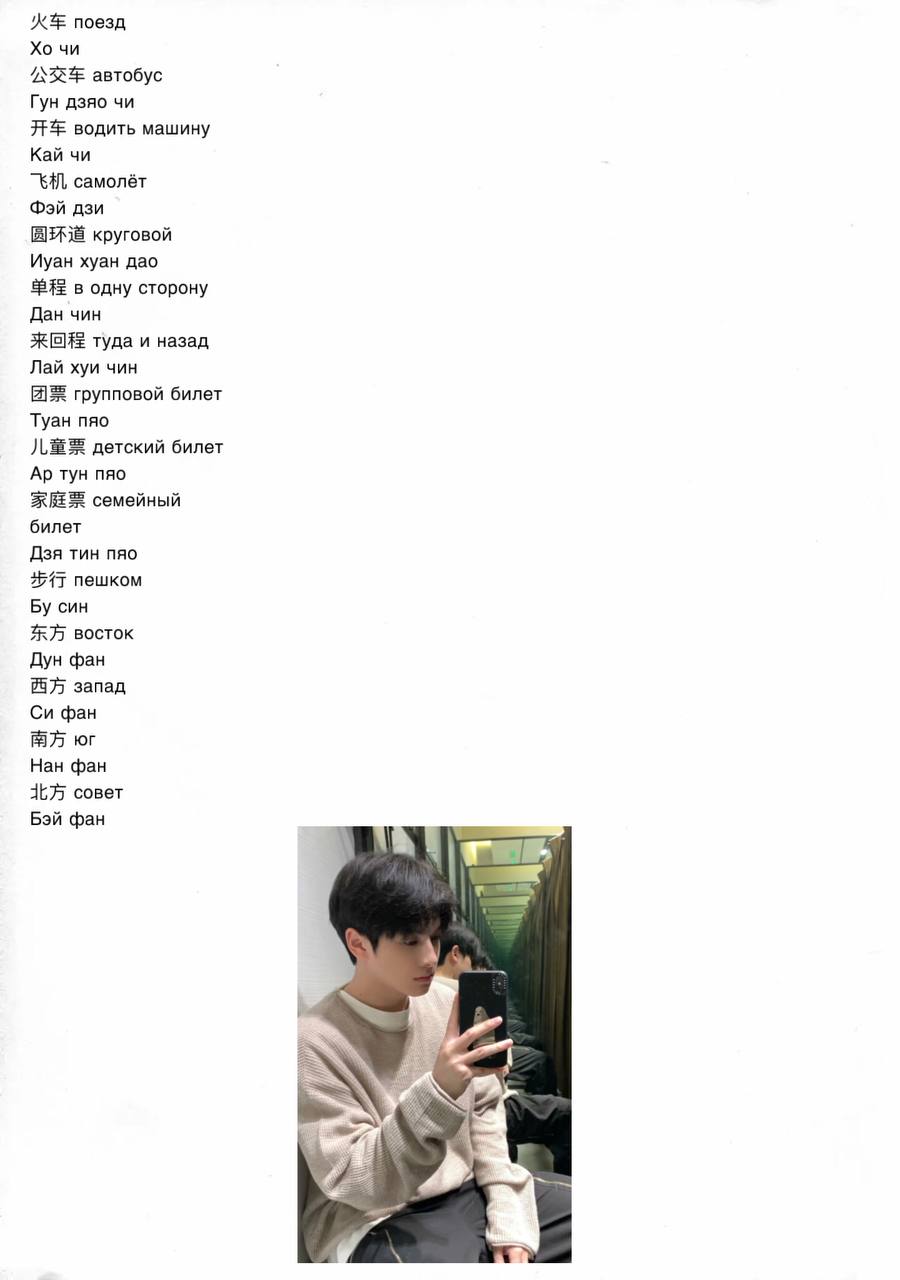 火车 поезд
Хо чи
公交车 автобус
Гун дзяо чи
开车 водить машину
Кай чи
飞机 самолёт
Фэй дзи
圆环道 круговой
Иуан хуан дао
单程 в одну сторону
Дан чин
来回程 туда и назад
Лай хуи чин
团票 групповой билет
Туан пяо
儿童票 детский билет
Ар тун пяо
家庭票 семейный
билет
Дзя тин пяо
步行 пешком
Бу син
东方 восток
Дун фан
西方 запад
Си фан
南方 юг
Нан фан
北方 совет
Бэй фан